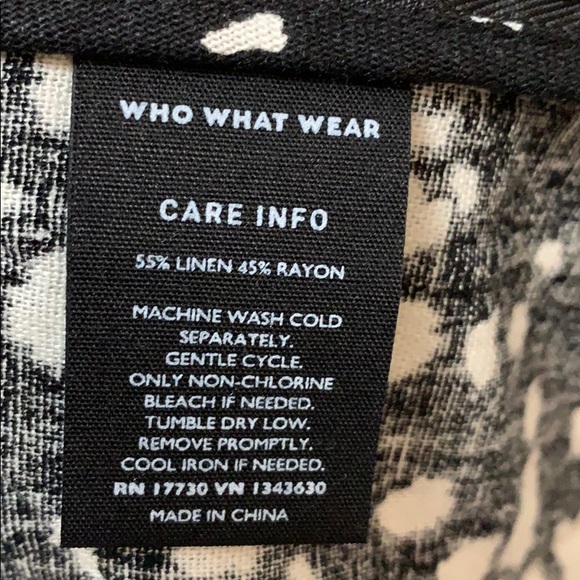 WHO WHAT WEAR
CARE INFO
55% LINEN 45% RAYON
MACHINE WASH COLD
SEPARATELY.
GENTLE CYCLE.
ONLY NON-CHLORINE
BLEACH IF NEEDED.
TUMBLE DRY LOW.
REMOVE PROMPTLY.
COOL IRON IF NEEDED.
RN 17730 VN 1343630
MADE IN CHINA